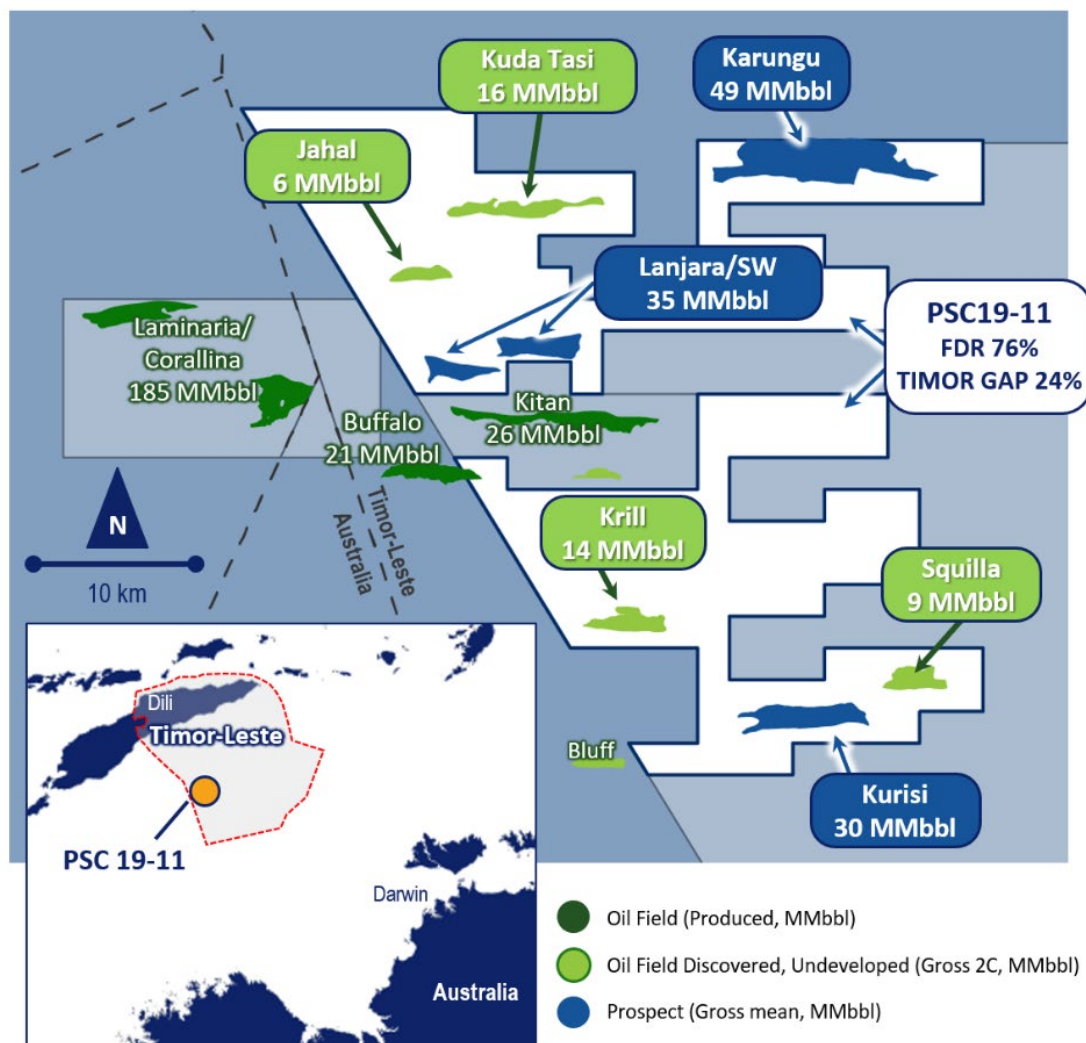 Kuda Tasi
16 MMbbl
Karungu
49 MMbbl
Jahal
6 MMbbl
Lanjara/SW
35 MMbbl
PSC19-11
FDR 76%
TIMOR GAP 24%
Laminaria/
Corallina
185 MMbbl
Buffalo
21 MMbbl
Kitan
26 MMbbl
Timor-Leste
Australia
N
10 km
Krill
14 MMbbl
Squilla
9 MMbbl
Bluff
Kurisi
30 MMbbl
Dili
Timor-Leste
PSC 19-11
Darwin
Australia
Oil Field (Produced, MMbbl)
Oil Field Discovered, Undeveloped (Gross 2C, MMbbl)
Prospect (Gross mean, MMbbl)